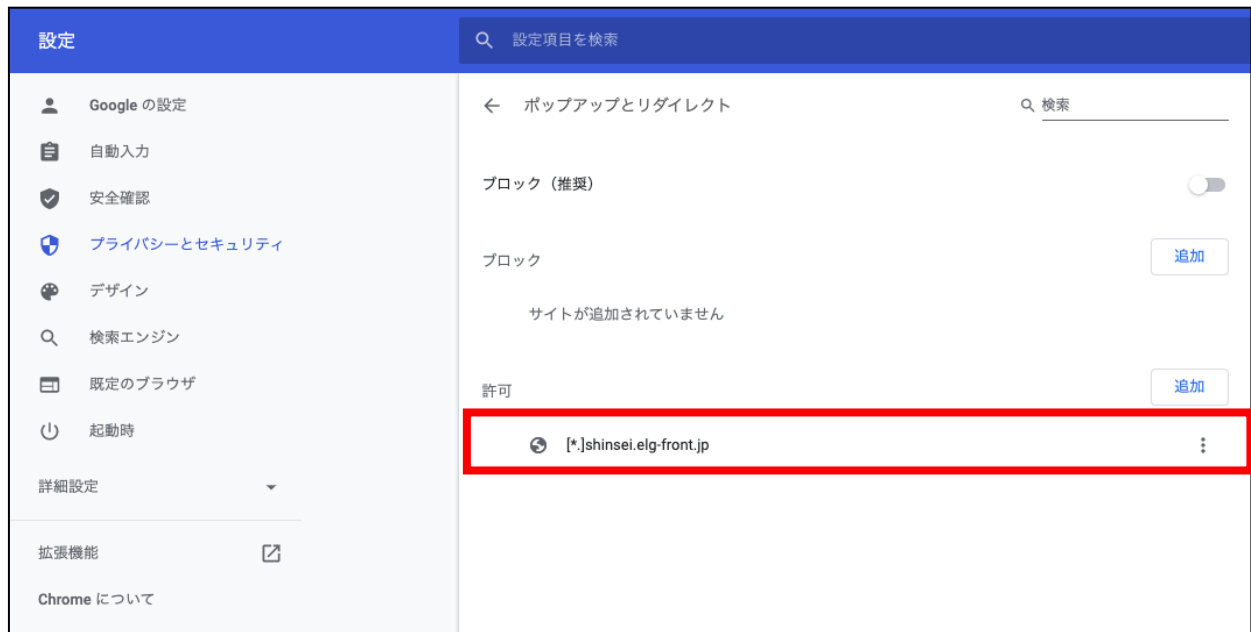 設定
設定項目を検索
Google の設定
自動入力
安全確認
プライバシーとセキュリティ
デザイン
検索エンジン
既定のブラウザ
起動時
詳細設定
拡張機能
Chrome について
ポップアップとリダイレクト
検索
ブロック（推奨）
ブロック
追加
サイトが追加されていません
許可
追加
[*.]shinsei.elg-front.jp